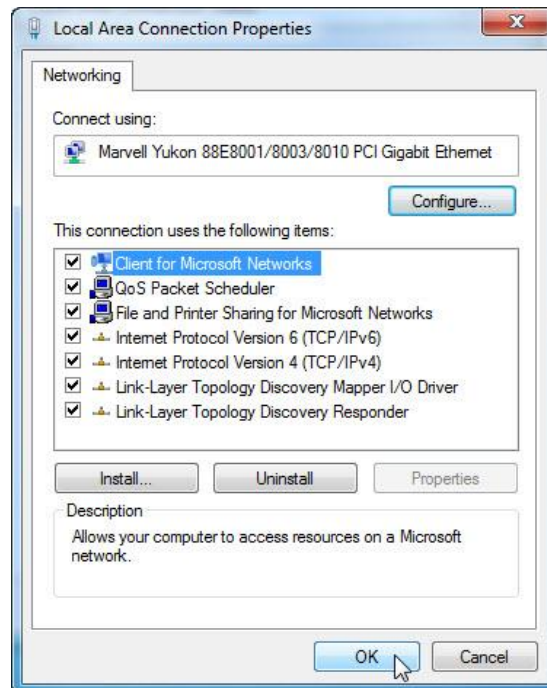 Local Area Connection Properties
Networking
Connect using:
Marvell Yukon 88E8001/8003/8010 PCI Gigabit Ethernet
Configure...
This connection uses the following items:
Client for Microsoft Networks
QoS Packet Scheduler
File and Printer Sharing for Microsoft Networks
Internet Protocol Version 6 (TCP/IPv6)
Internet Protocol Version 4 (TCP/IPv4)
Link-Layer Topology Discovery Mapper I/O Driver
Link-Layer Topology Discovery Responder
Install... Uninstall Properties
Description
Allows your computer to access resources on a Microsoft
network.
OK Cancel